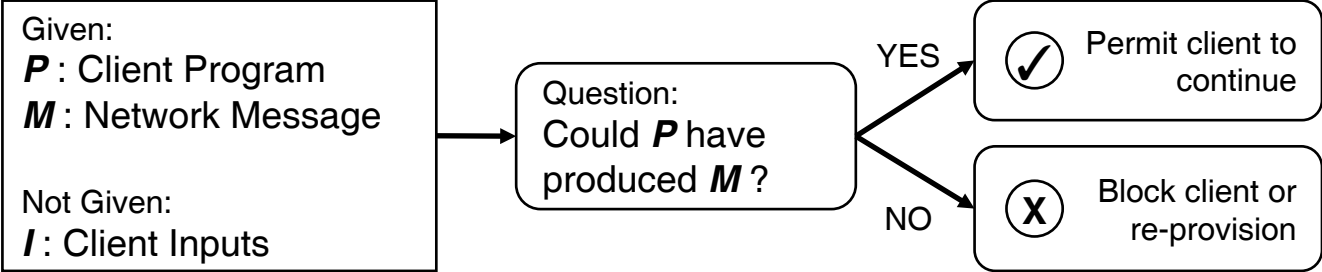 Given:
P : Client Program
M : Network Message
Not Given:
I : Client Inputs
Question:
Could P have
produced M ?
YES
✓ Permit client to
continue
NO
X Block client or
re-provision